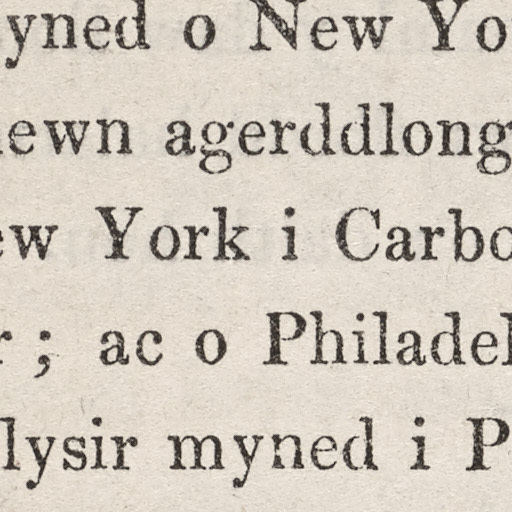 yned o New Yo
ewn agerddlong
ew York i Carbo
r ; ac o Philadel
lysir myned i P